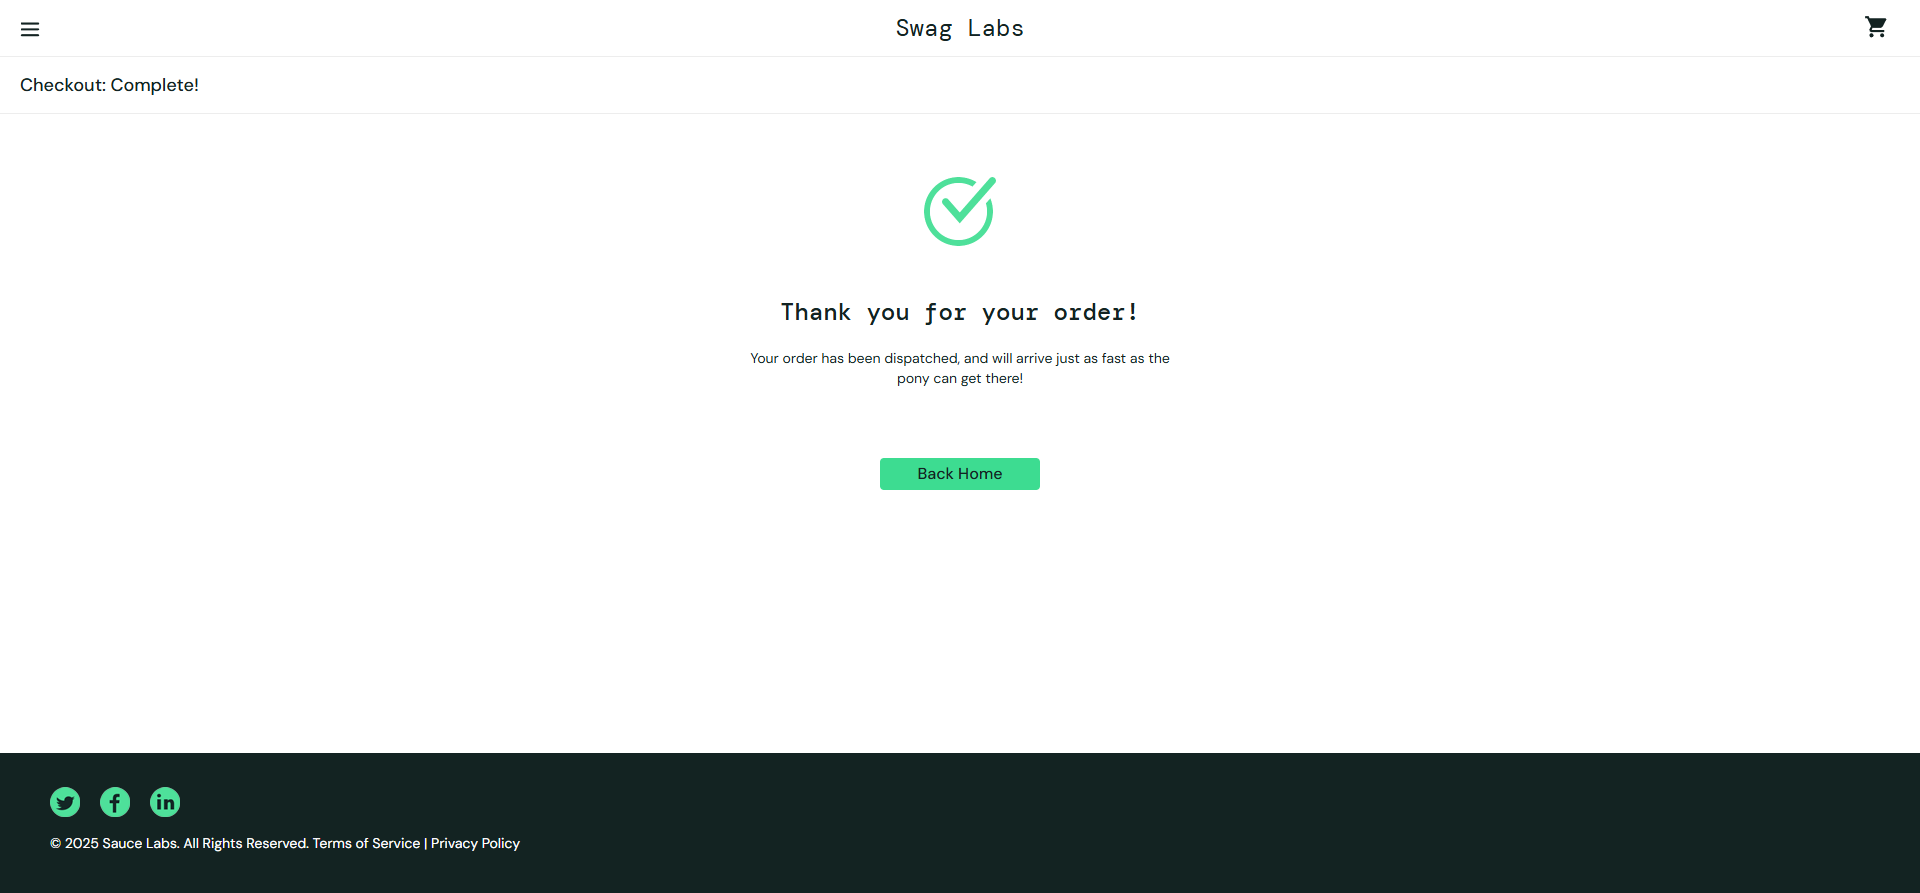 Swag Labs
Checkout: Complete!
Thank you for your order!
Your order has been dispatched, and will arrive just as fast as the
pony can get there!
Back Home
© 2025 Sauce Labs. All Rights Reserved. Terms of Service | Privacy Policy